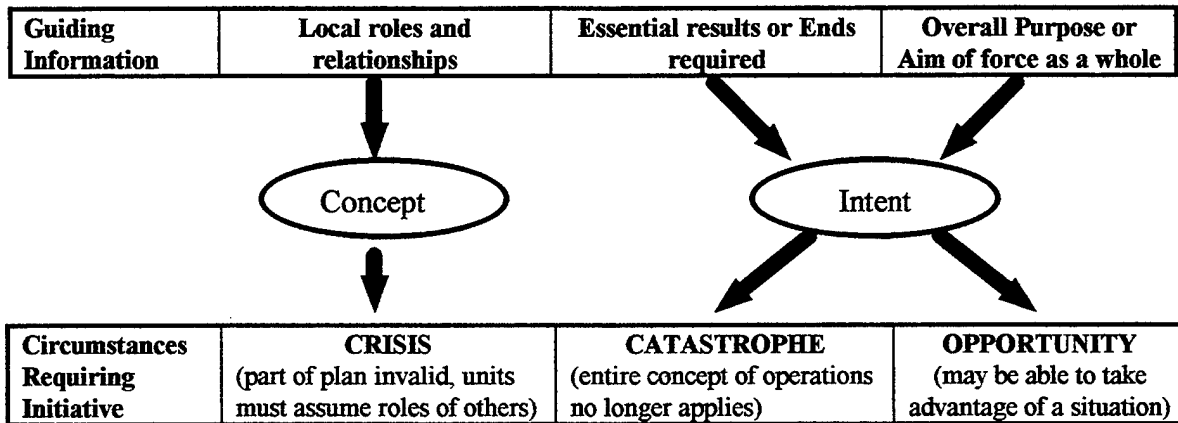 Guiding
Information
Local roles and
relationships
Essential results or Ends
required
Overall Purpose or
Aim of force as a whole
Concept
Intent
Circumstances
Requiring
Initiative
CRISIS
(part of plan invalid, units
must assume roles of others)
CATASTROPHE
(entire concept of operations
no longer applies)
OPPORTUNITY
(may be able to take
advantage of a situation)